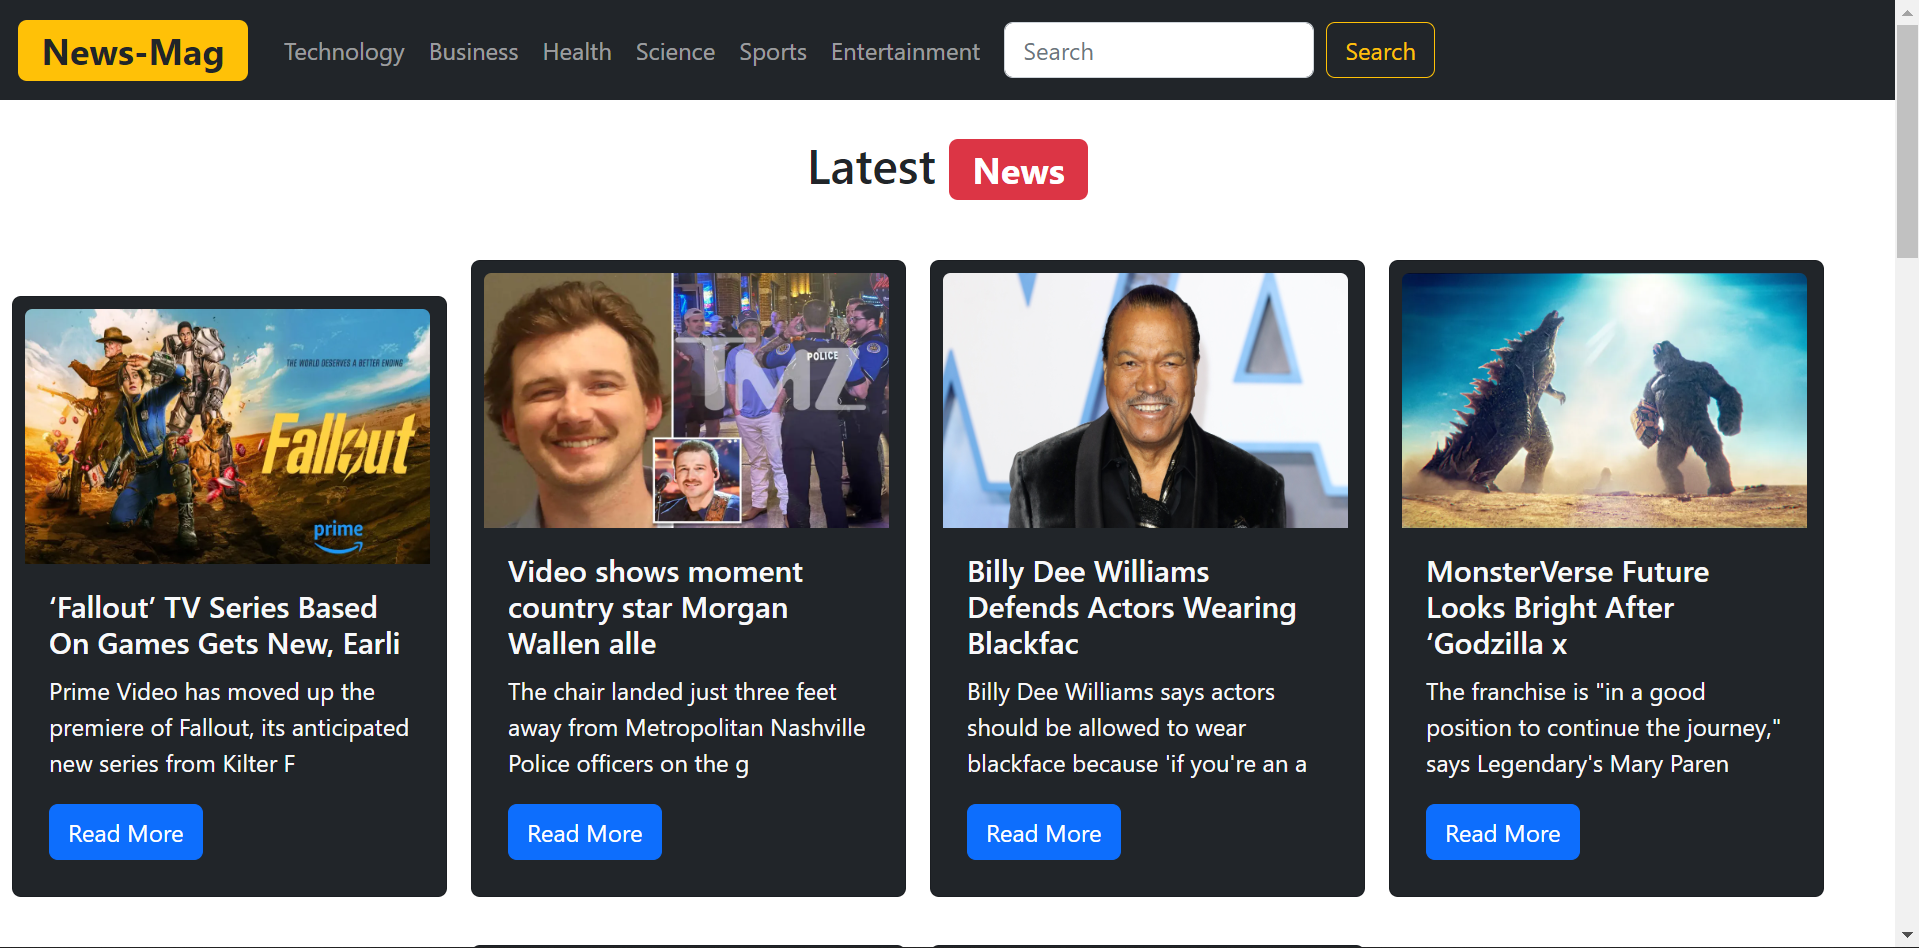 News-Mag
Technology Business Health Science Sports Entertainment Search Search
Latest News
THE WORLD DESERVES A BETTER ENDING
Fallout
prime
‘Fallout’ TV Series Based
On Games Gets New, Earli
Prime Video has moved up the
premiere of Fallout, its anticipated
new series from Kilter F
Read More
TMZ
POLICE
Video shows moment
country star Morgan
Wallen alle
The chair landed just three feet
away from Metropolitan Nashville
Police officers on the g
Read More
Billy Dee Williams
Defends Actors Wearing
Blackfac
Billy Dee Williams says actors
should be allowed to wear
blackface because 'if you're an a
Read More
MonsterVerse Future
Looks Bright After
‘Godzilla x
The franchise is "in a good
position to continue the journey,"
says Legendary's Mary Paren
Read More